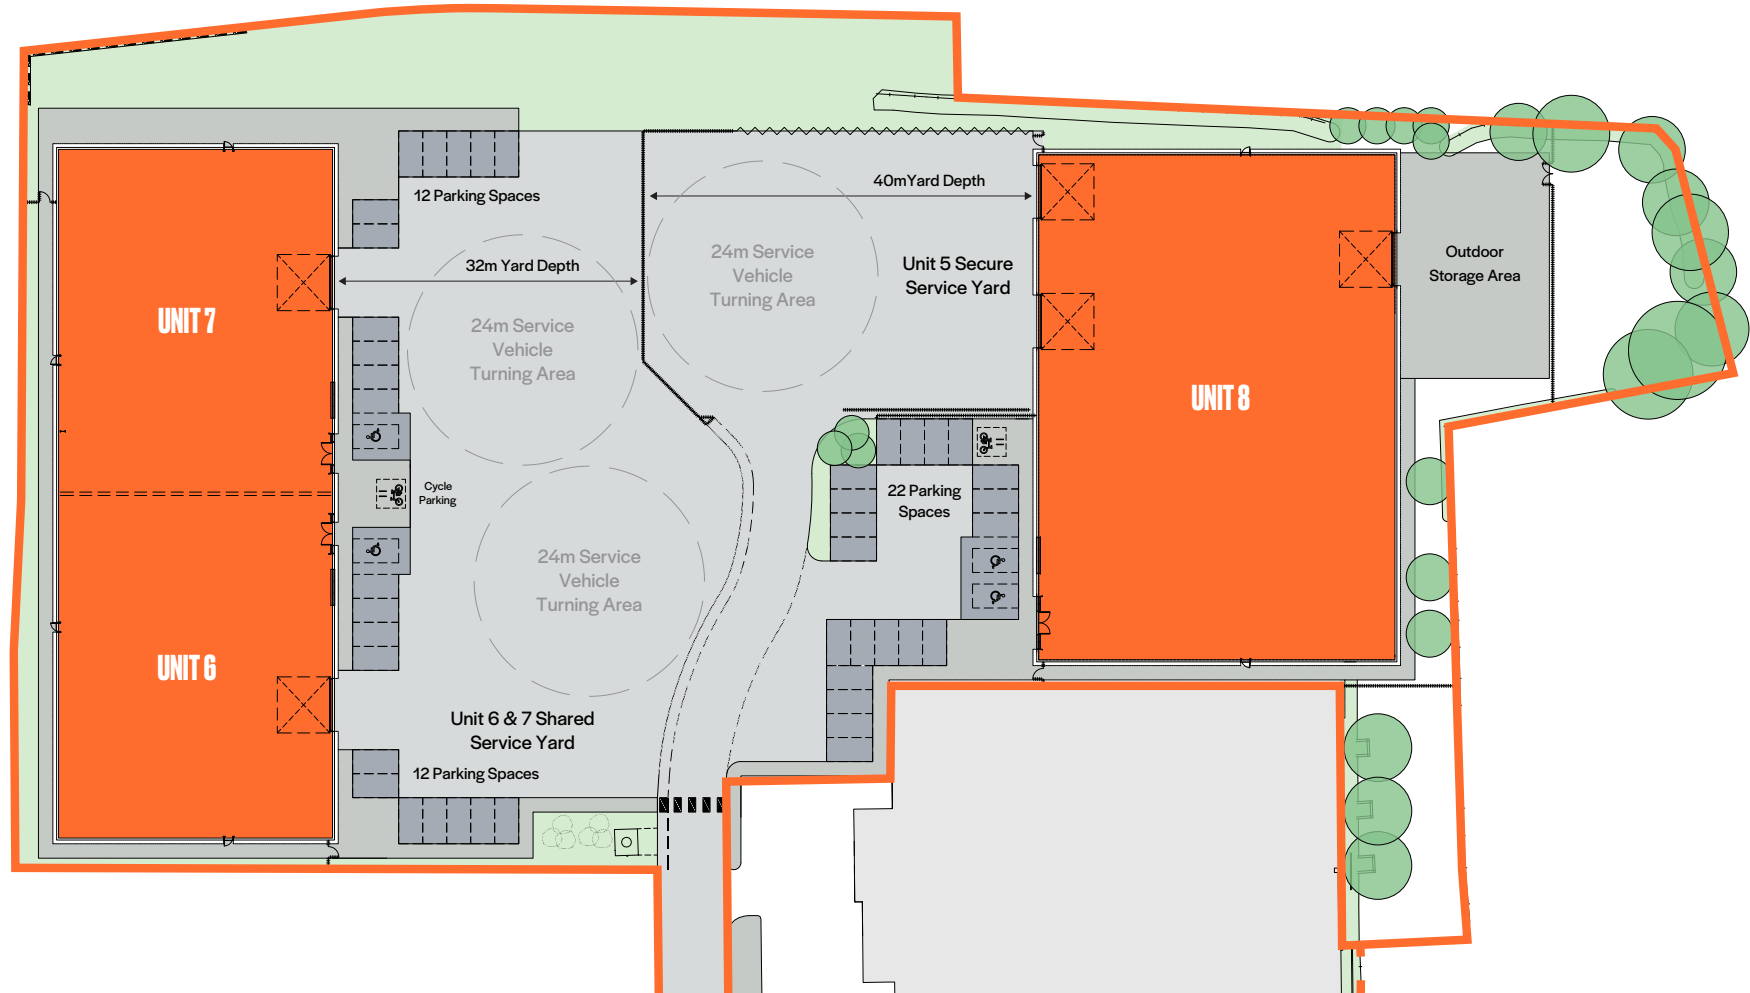 12 Parking Spaces
40mYard Depth
32m Yard Depth
24m Service
Vehicle
Turning Area
Unit 5 Secure
Service Yard
Outdoor
Storage Area
UNIT 7
24m Service
Vehicle
Turning Area
UNIT 8
Cycle
Parking
22 Parking
Spaces
24m Service
Vehicle
Turning Area
UNIT 6
Unit 6 & 7 Shared
Service Yard
12 Parking Spaces